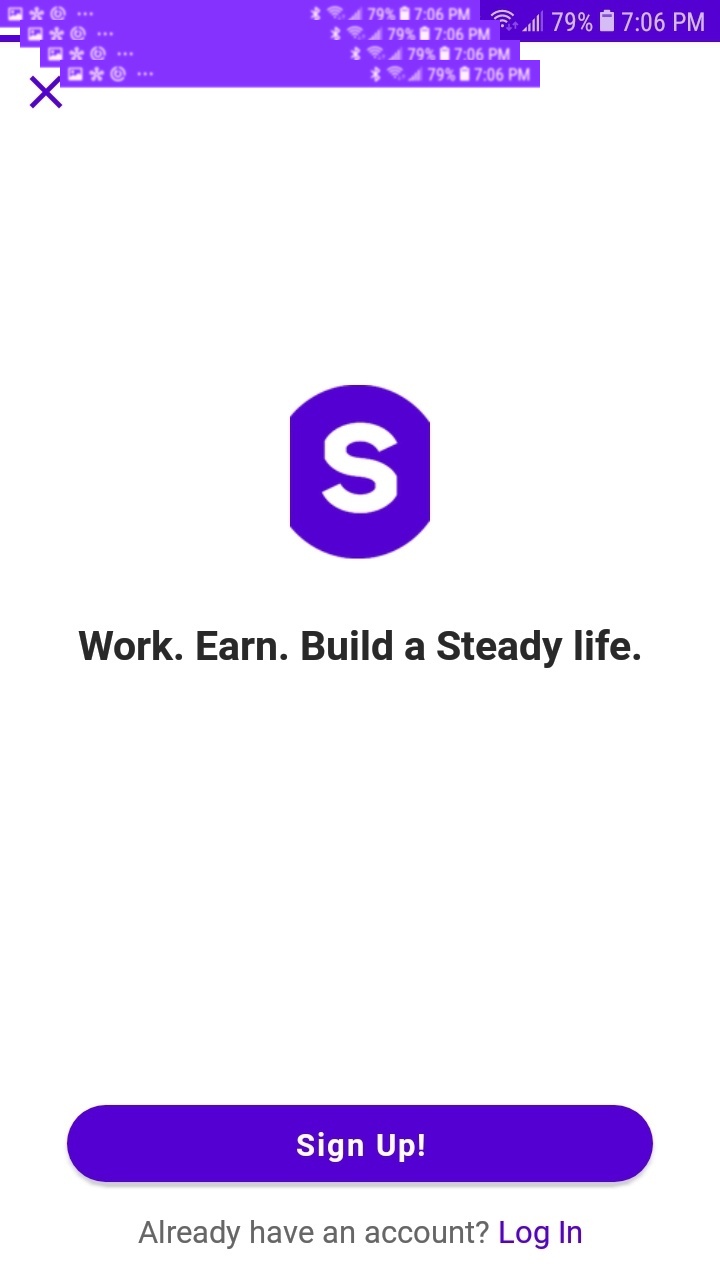 79% 7:06 PM 79% 7:06 PM
79% 7:06 PM
79% 7:06 PM
79% 7:06 PM
S
Work. Earn. Build a Steady life.
Sign Up!
Already have an account? Log In